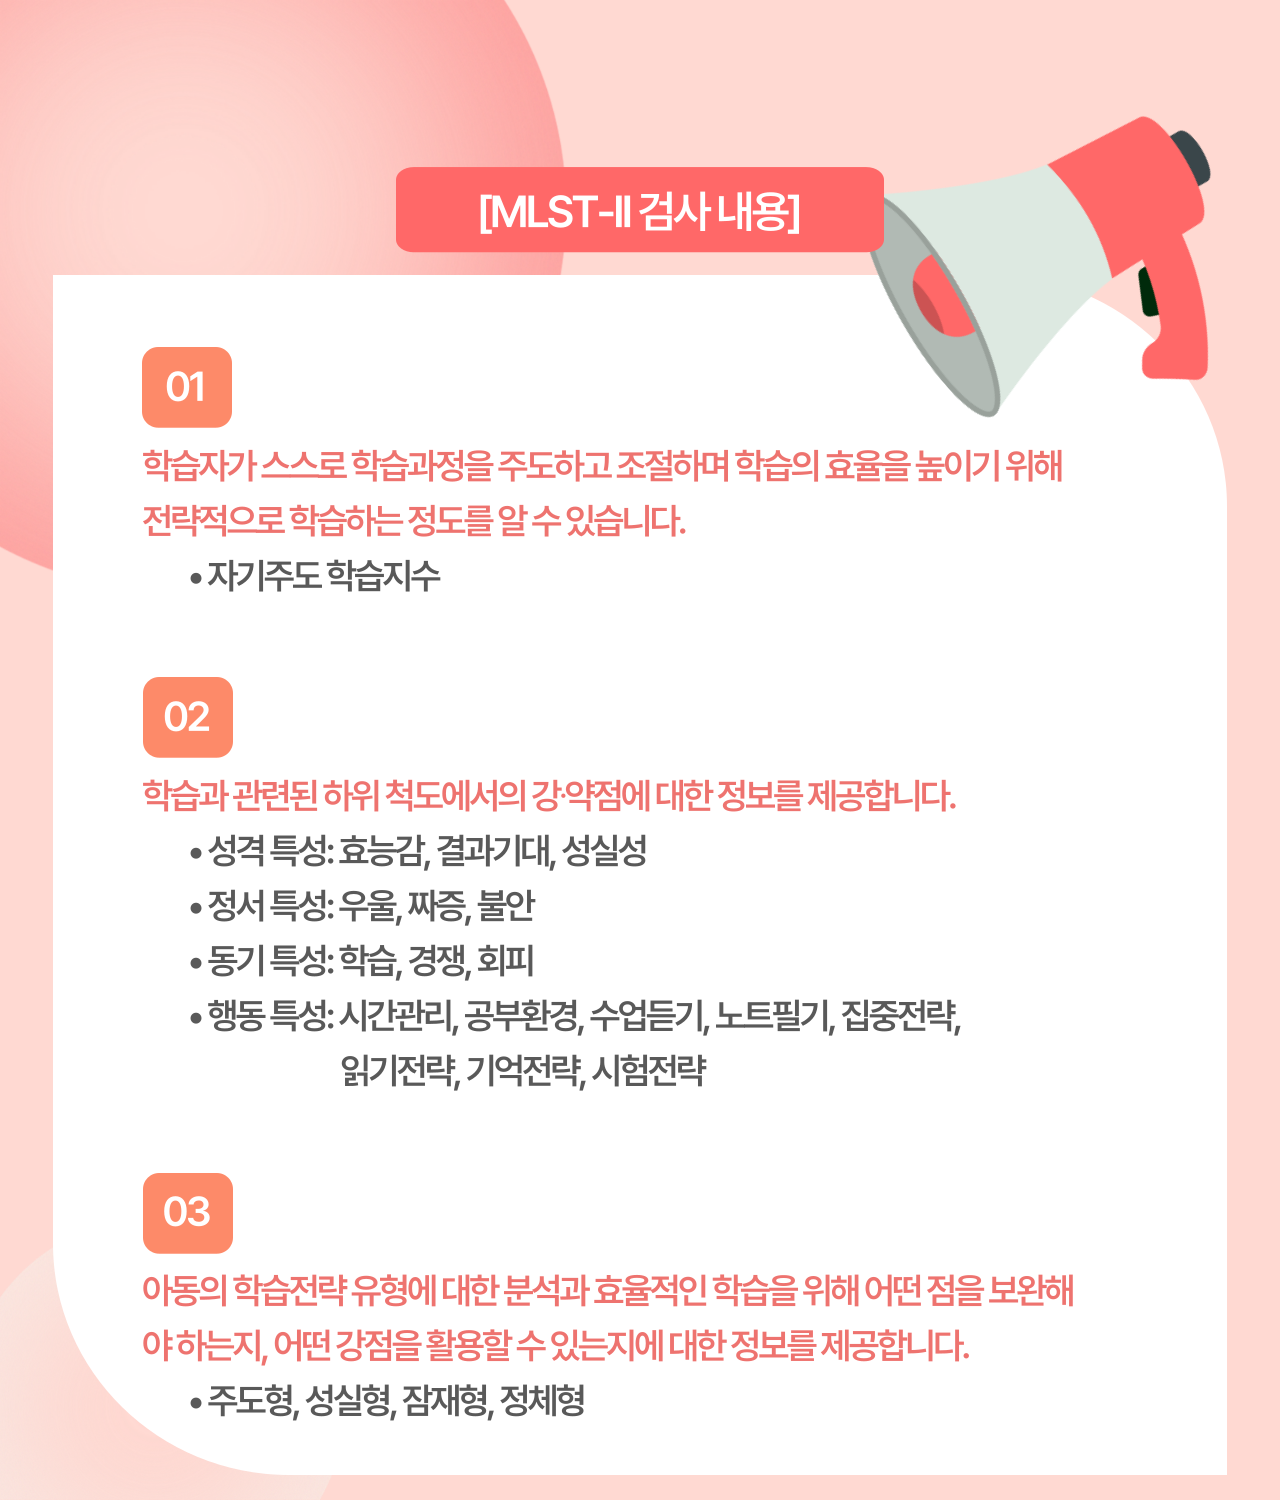 [MLST-II 검사 내용]
01
학습자가 스스로 학습과정을 주도하고 조절하며 학습의 효율을 높이기 위해
전략적으로 학습하는 정도를 알 수 있습니다.
• 자기주도 학습지수
02
학습과 관련된 하위 척도에서의 강·약점에 대한 정보를 제공합니다.
• 성격 특성: 효능감, 결과기대, 성실성
• 정서 특성: 우울, 짜증, 불안
• 동기 특성: 학습, 경쟁, 회피
• 행동 특성: 시간관리, 공부환경, 수업듣기, 노트필기, 집중전략,
읽기전략, 기억전략, 시험전략
03
아동의 학습전략 유형에 대한 분석과 효율적인 학습을 위해 어떤 점을 보완해
야 하는지, 어떤 강점을 활용할 수 있는지에 대한 정보를 제공합니다.
• 주도형, 성실형, 잠재형, 정체형